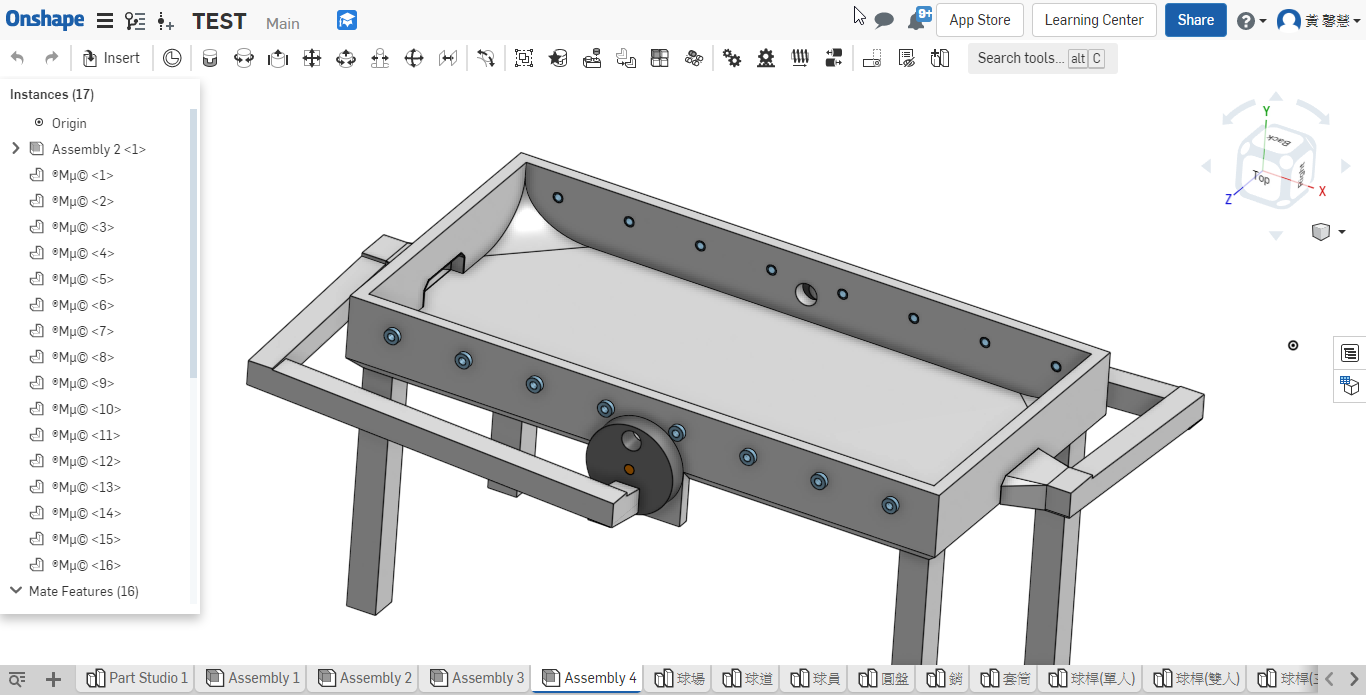 Onshape TEST Main 9+ App Store Learning Center Share ? 黃馨慧
Insert Search tools... alt C
Instances (17)
Origin
Assembly 2 <1>
®Mµ© <1>
®Mµ© <2>
®Mµ© <3>
®Mµ© <4>
®Mµ© <5>
®Mµ© <6>
®Mµ© <7>
®Mµ© <8>
®Mµ© <9>
®Mµ© <10>
®Mµ© <11>
®Mµ© <12>
®Mµ© <13>
®Mµ© <14>
®Mµ© <15>
®Mµ© <16>
Mate Features (16)
Y
Back
Top
Right
X
Z
Part Studio 1 Assembly 1 Assembly 2 Assembly 3 Assembly 4 球場 球道 球員 圓盤 銷 套筒 球桿(單人) 球桿(雙人)